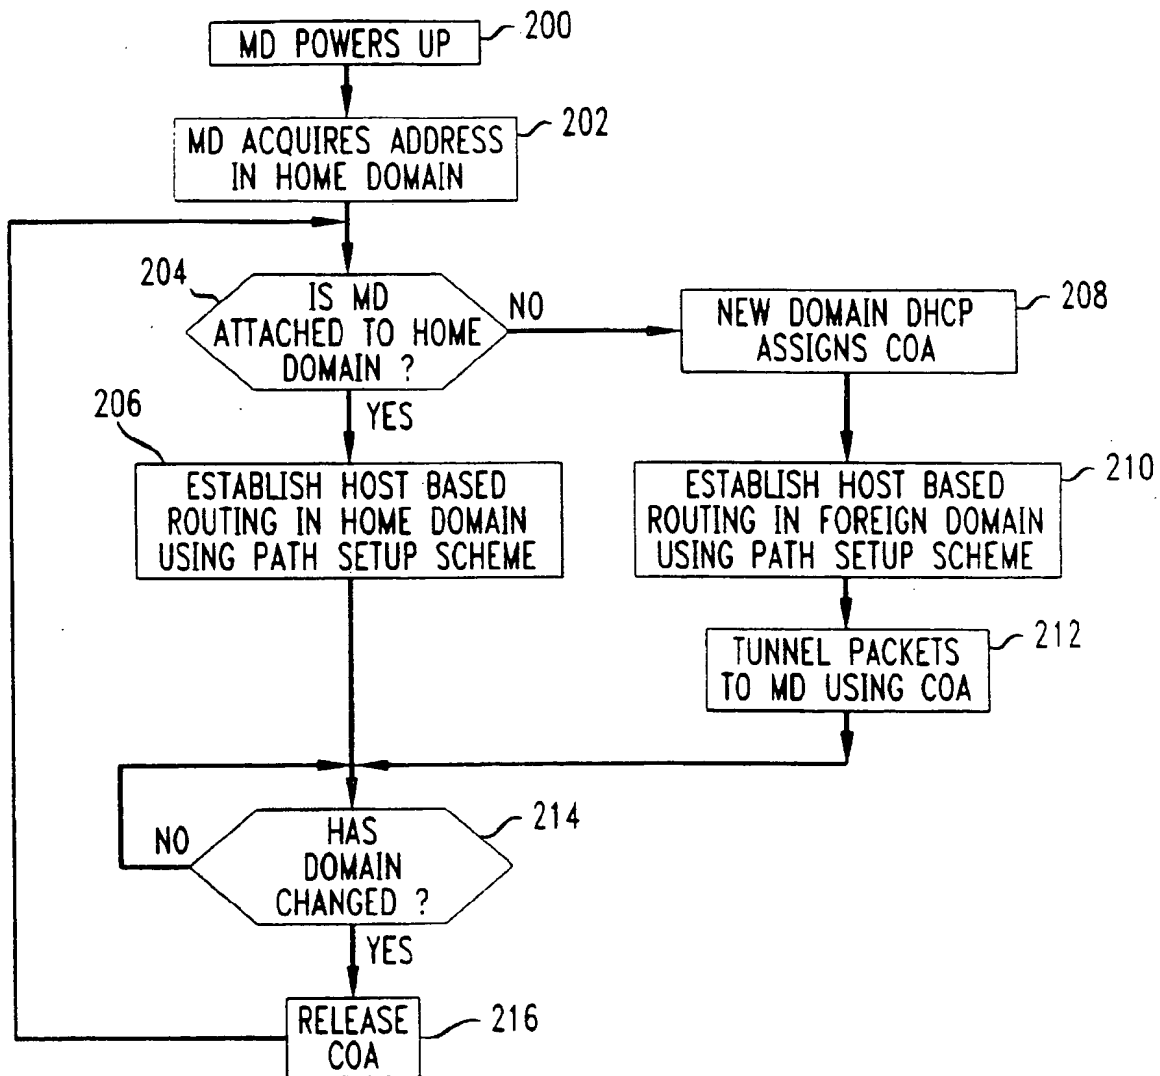 MD POWERS UP
200
MD ACQUIRES ADDRESS
IN HOME DOMAIN
202
204
IS MD
ATTACHED TO HOME
DOMAIN ?
NO
YES
NEW DOMAIN DHCP
ASSIGNS COA
208
206
ESTABLISH HOST BASED
ROUTING IN HOME DOMAIN
USING PATH SETUP SCHEME
ESTABLISH HOST BASED
ROUTING IN FOREIGN DOMAIN
USING PATH SETUP SCHEME
210
TUNNEL PACKETS
TO MD USING COA
212
HAS
DOMAIN
CHANGED ?
214
NO
YES
RELEASE
COA
216